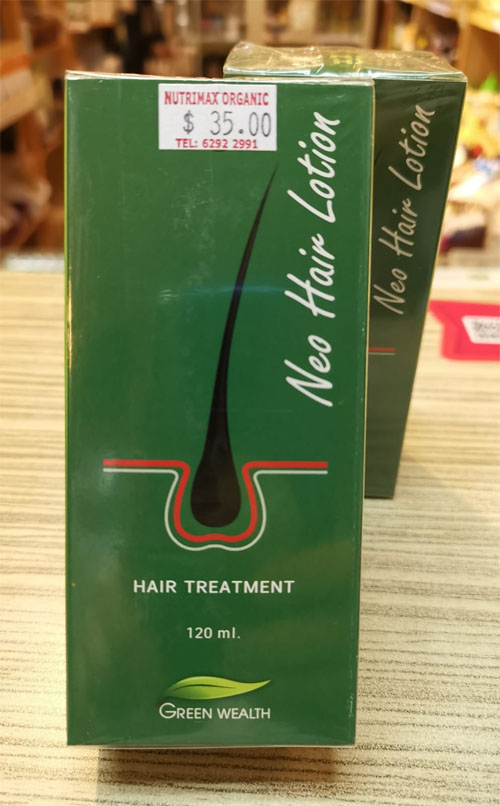 NUTRIMAX ORGANIC
$ 35.00
TEL: 6292 2991
Neo Hair Lotion
HAIR TREATMENT
120 ml.
GREEN WEALTH
Neo Hair Lotion